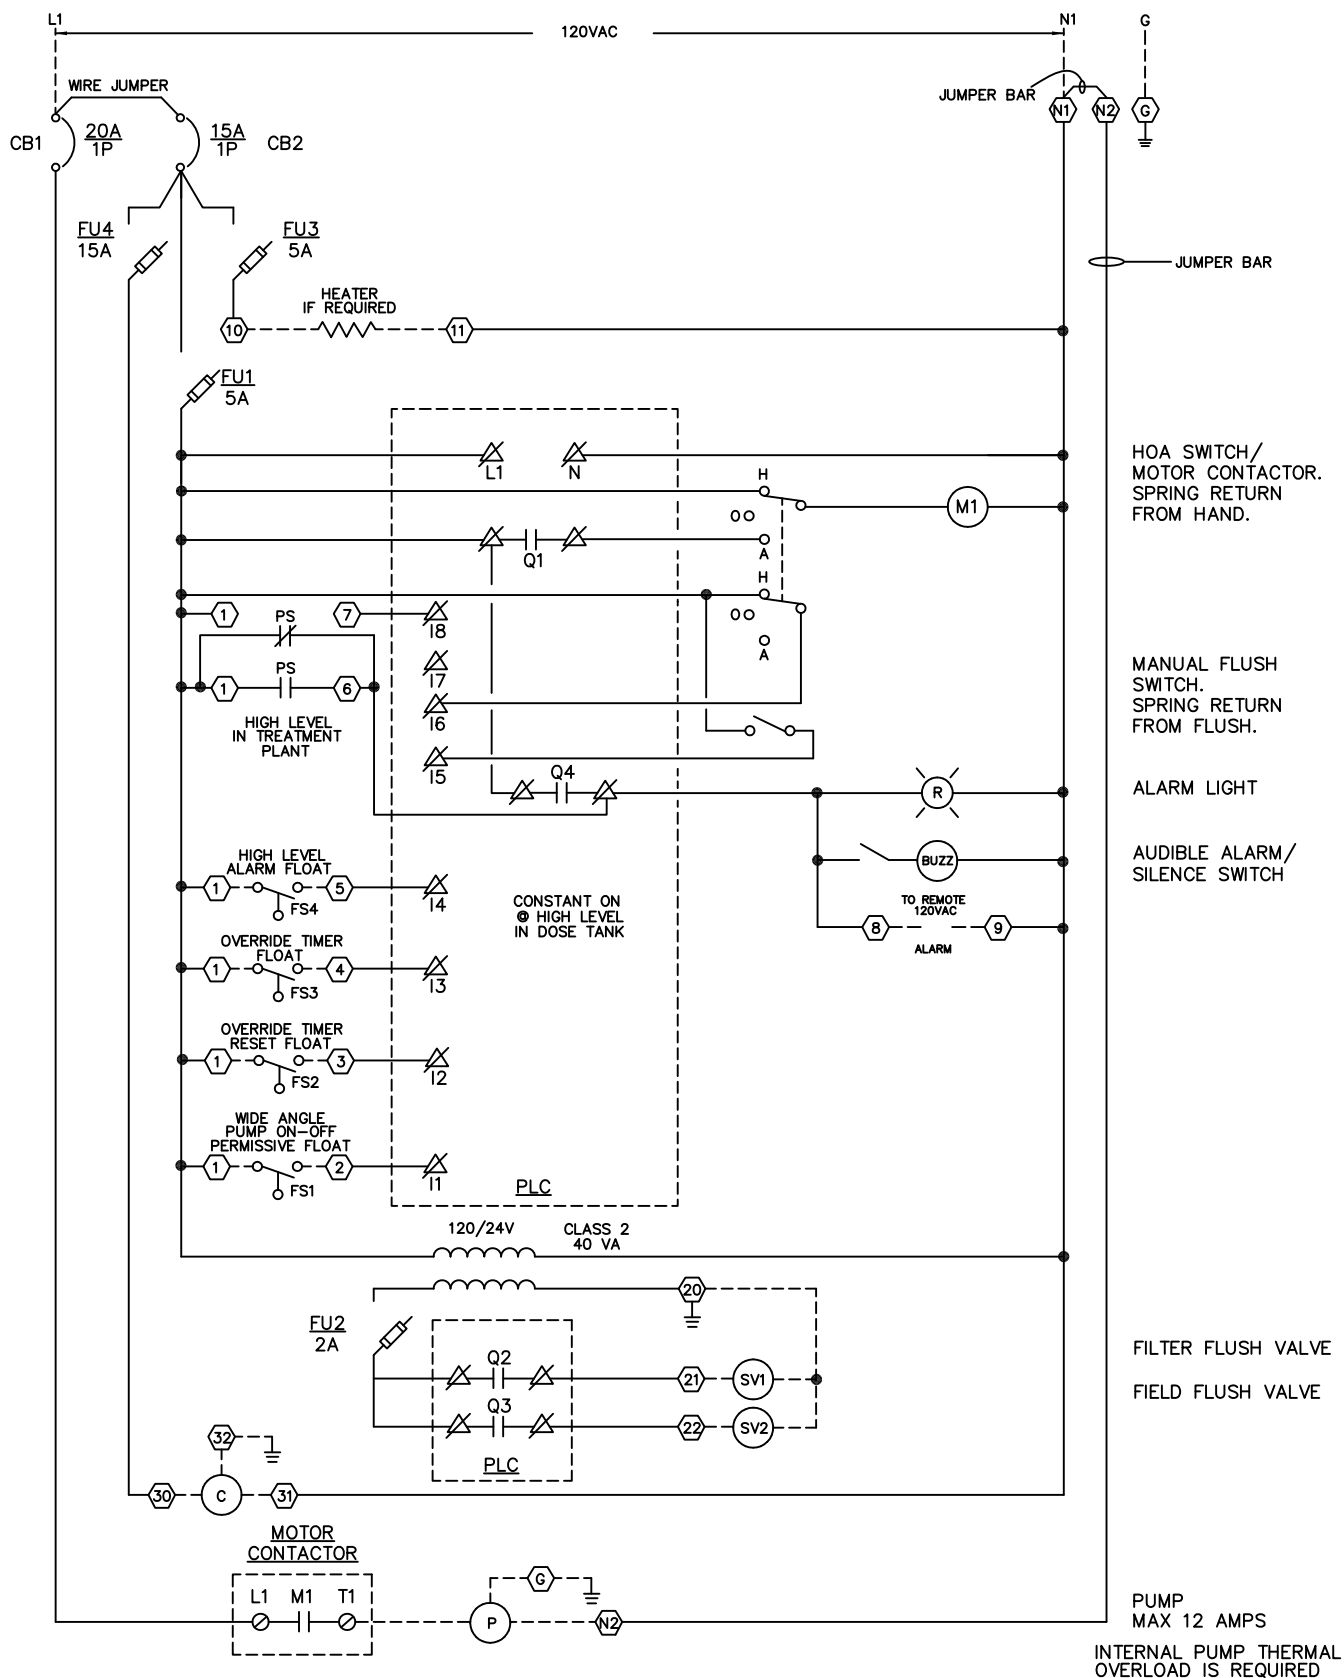 L1
120VAC
N1
G
WIRE JUMPER
JUMPER BAR
N1
N2
G
CB1
20A
1P
15A
1P
CB2
FU4
15A
FU3
5A
JUMPER BAR
HEATER
IF REQUIRED
10
11
FU1
5A
L1
N
H
O
A
M1
HOA SWITCH/
MOTOR CONTACTOR.
SPRING RETURN
FROM HAND.
Q1
H
O
A
1
PS
7
I8
1
PS
6
I7
HIGH LEVEL
IN TREATMENT
PLANT
I6
I5
MANUAL FLUSH
SWITCH.
SPRING RETURN
FROM FLUSH.
Q4
R
ALARM LIGHT
HIGH LEVEL
ALARM FLOAT
1
5
FS4
I4
CONSTANT ON
@ HIGH LEVEL
IN DOSE TANK
BUZZ
AUDIBLE ALARM/
SILENCE SWITCH
TO REMOTE
120VAC
8
9
ALARM
OVERRIDE TIMER
FLOAT
1
4
FS3
I3
OVERRIDE TIMER
RESET FLOAT
1
3
FS2
I2
WIDE ANGLE
PUMP ON-OFF
PERMISSIVE FLOAT
1
2
FS1
I1
PLC
120/24V
CLASS 2
40 VA
20
FU2
2A
Q2
21
SV1
FILTER FLUSH VALVE
Q3
22
SV2
FIELD FLUSH VALVE
PLC
32
30
C
31
MOTOR
CONTACTOR
L1
M1
T1
G
P
N2
PUMP
MAX 12 AMPS
INTERNAL PUMP THERMAL
OVERLOAD IS REQUIRED